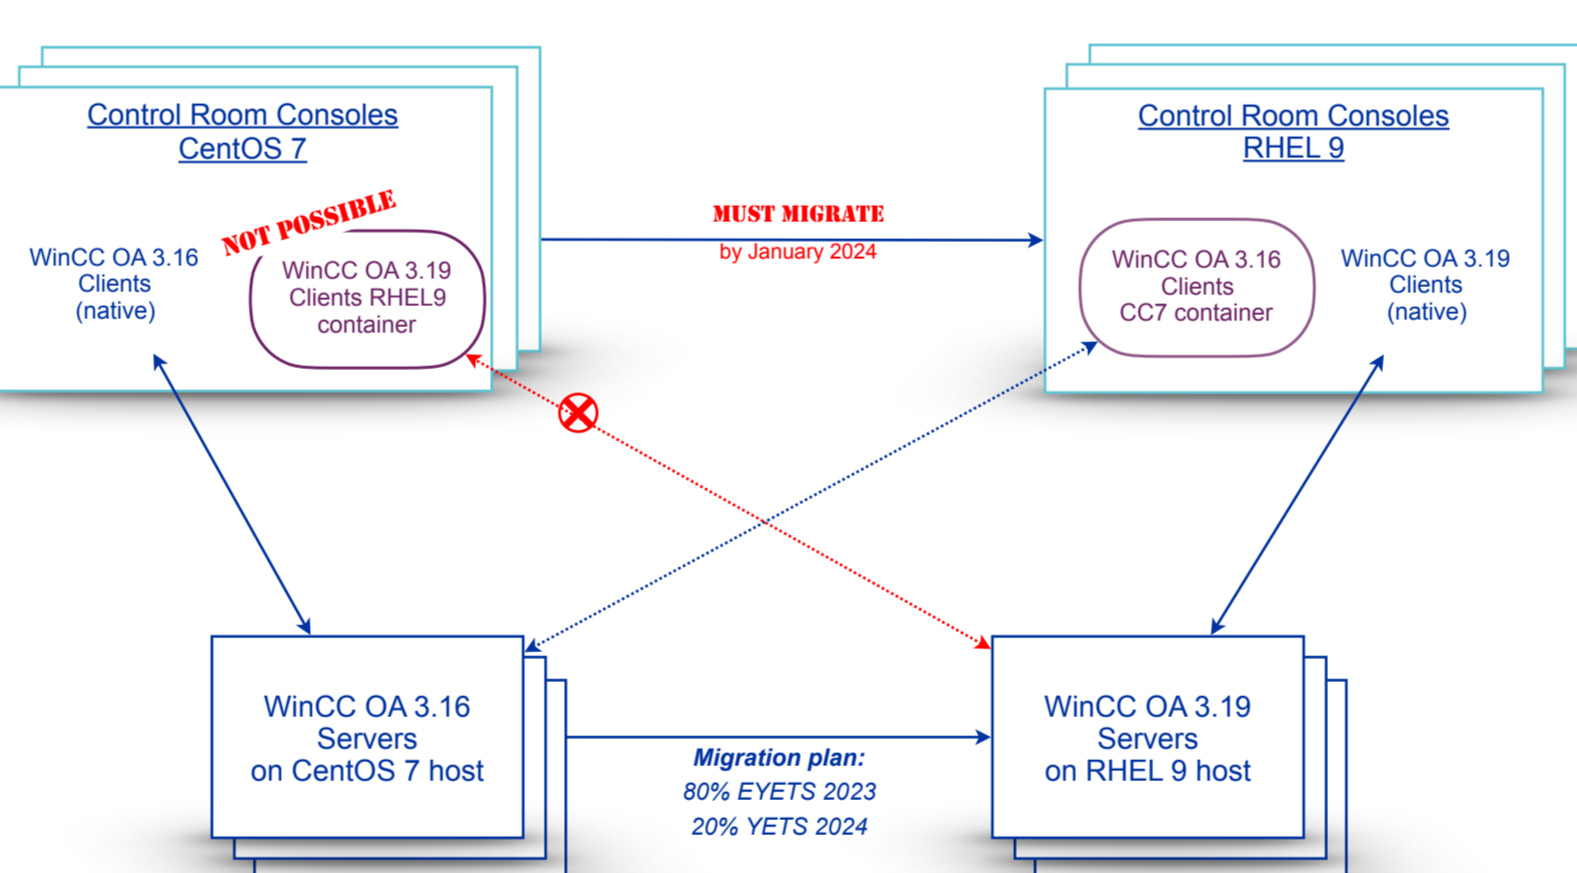 Control Room Consoles
CentOS 7
NOT POSSIBLE
WinCC OA 3.16
Clients
(native)
WinCC OA 3.19
Clients RHEL9
container
MUST MIGRATE
by January 2024
Control Room Consoles
RHEL 9
WinCC OA 3.16
Clients
CC7 container
WinCC OA 3.19
Clients
(native)
WinCC OA 3.16
Servers
on CentOS 7 host
Migration plan:
80% EYETS 2023
20% YETS 2024
WinCC OA 3.19
Servers
on RHEL 9 host